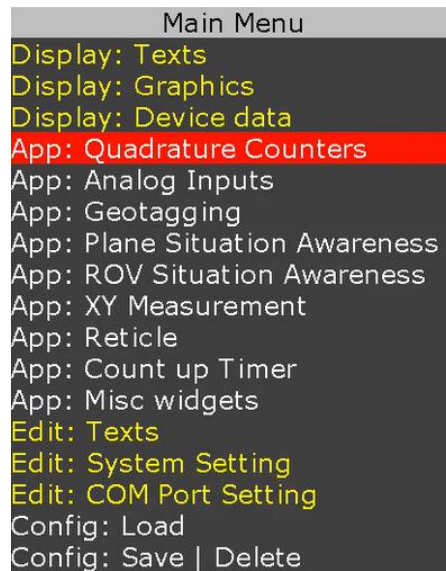 Main Menu
Display: Texts
Display: Graphics
Display: Device data
App: Quadrature Counters
App: Analog Inputs
App: Geotagging
App: Plane Situation Awareness
App: ROV Situation Awareness
App: XY Measurement
App: Reticle
App: Count up Timer
App: Misc widgets
Edit: Texts
Edit: System Setting
Edit: COM Port Setting
Config: Load
Config: Save | Delete